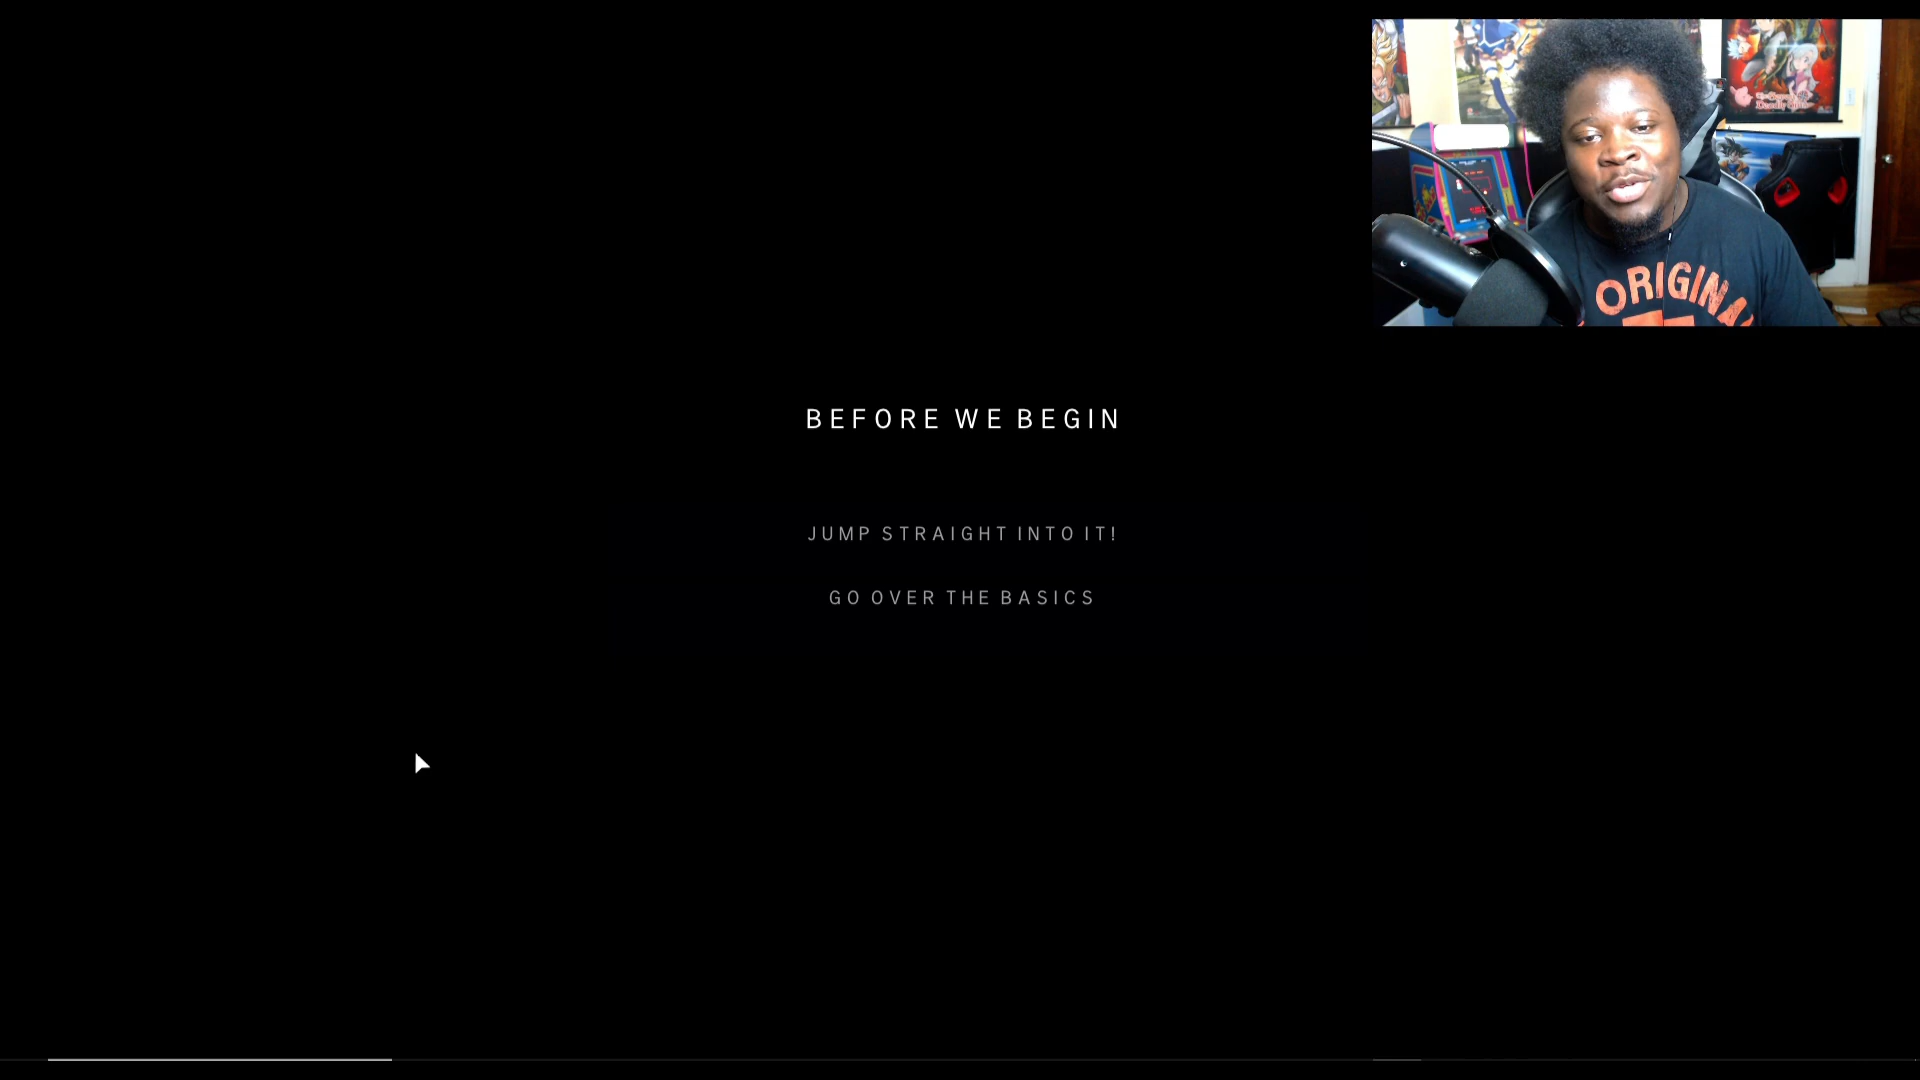 BEFORE WE BEGIN
JUMP STRAIGHT INTO IT!
GO OVER THE BASICS
ORIGINA